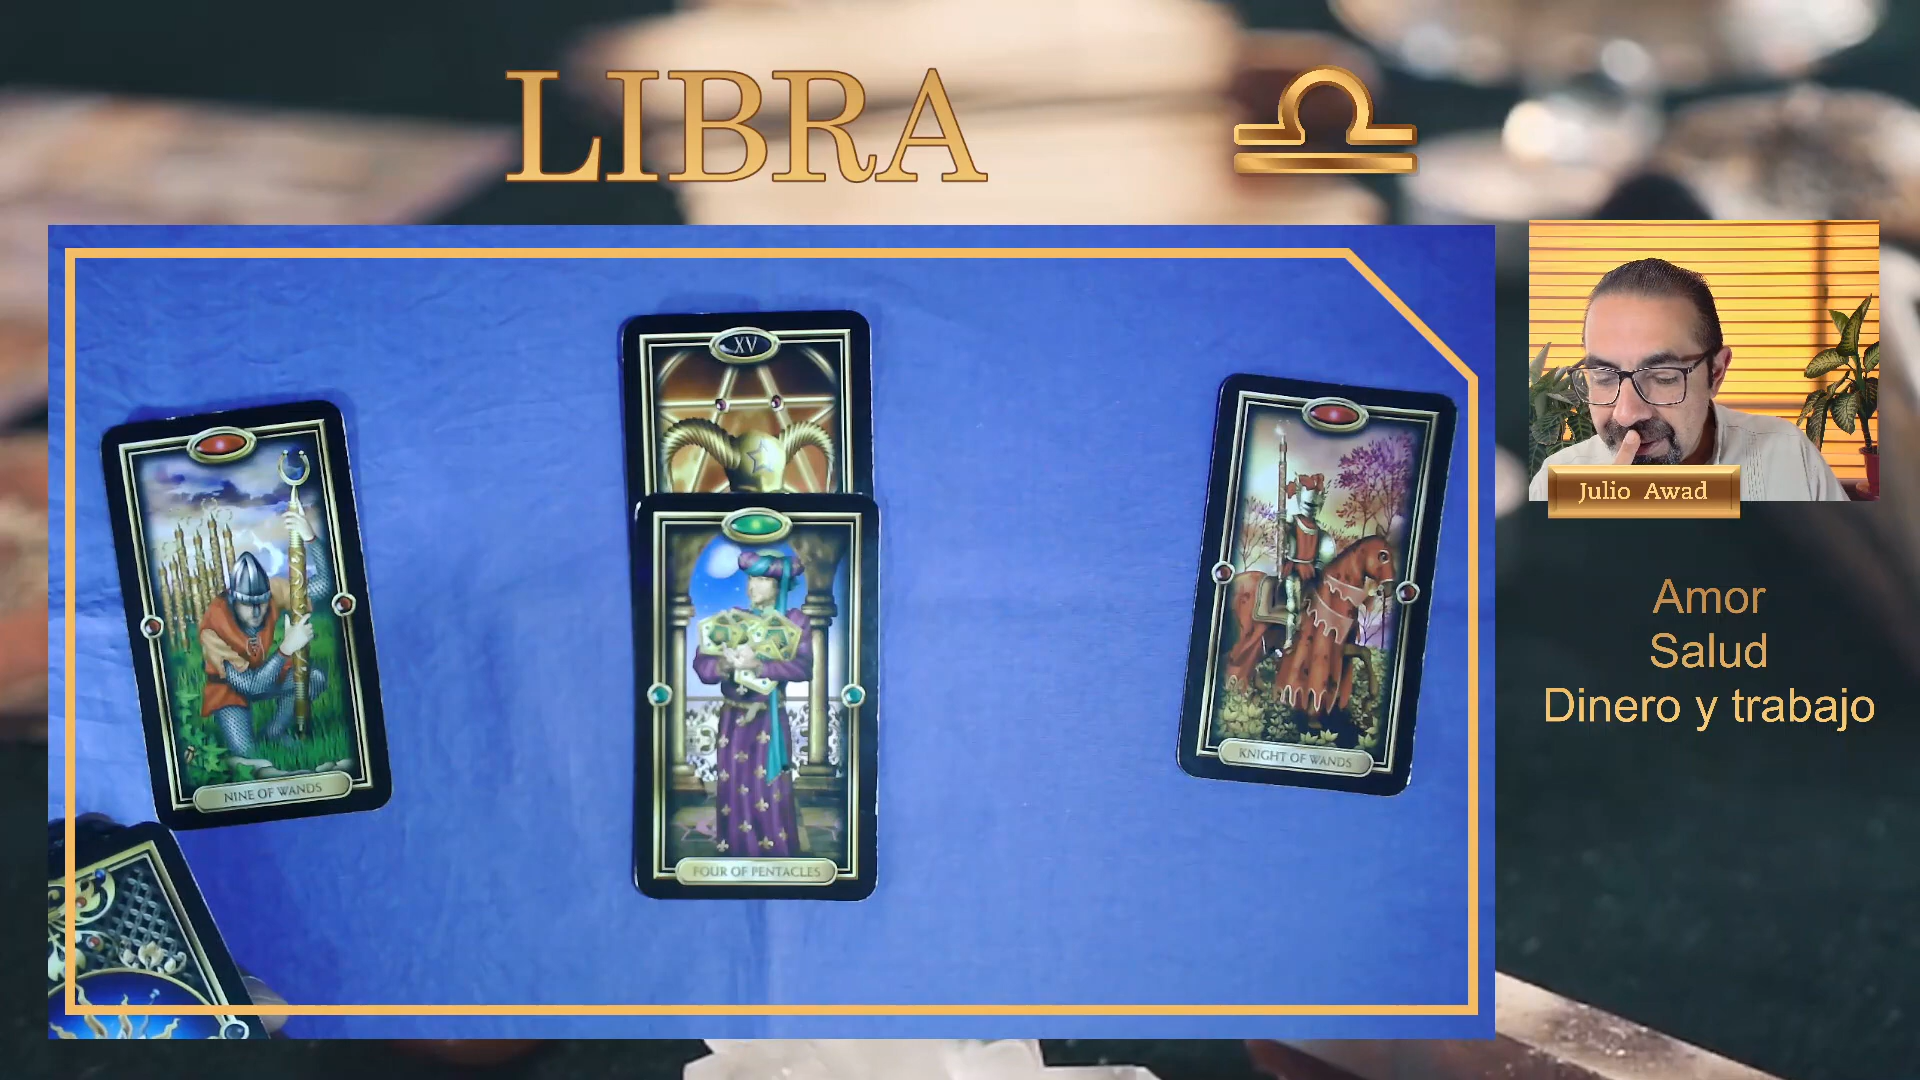 LIBRA
XV
NINE OF WANDS
FOUR OF PENTACLES
KNIGHT OF WANDS
Julio Awad
Amor
Salud
Dinero y trabajo